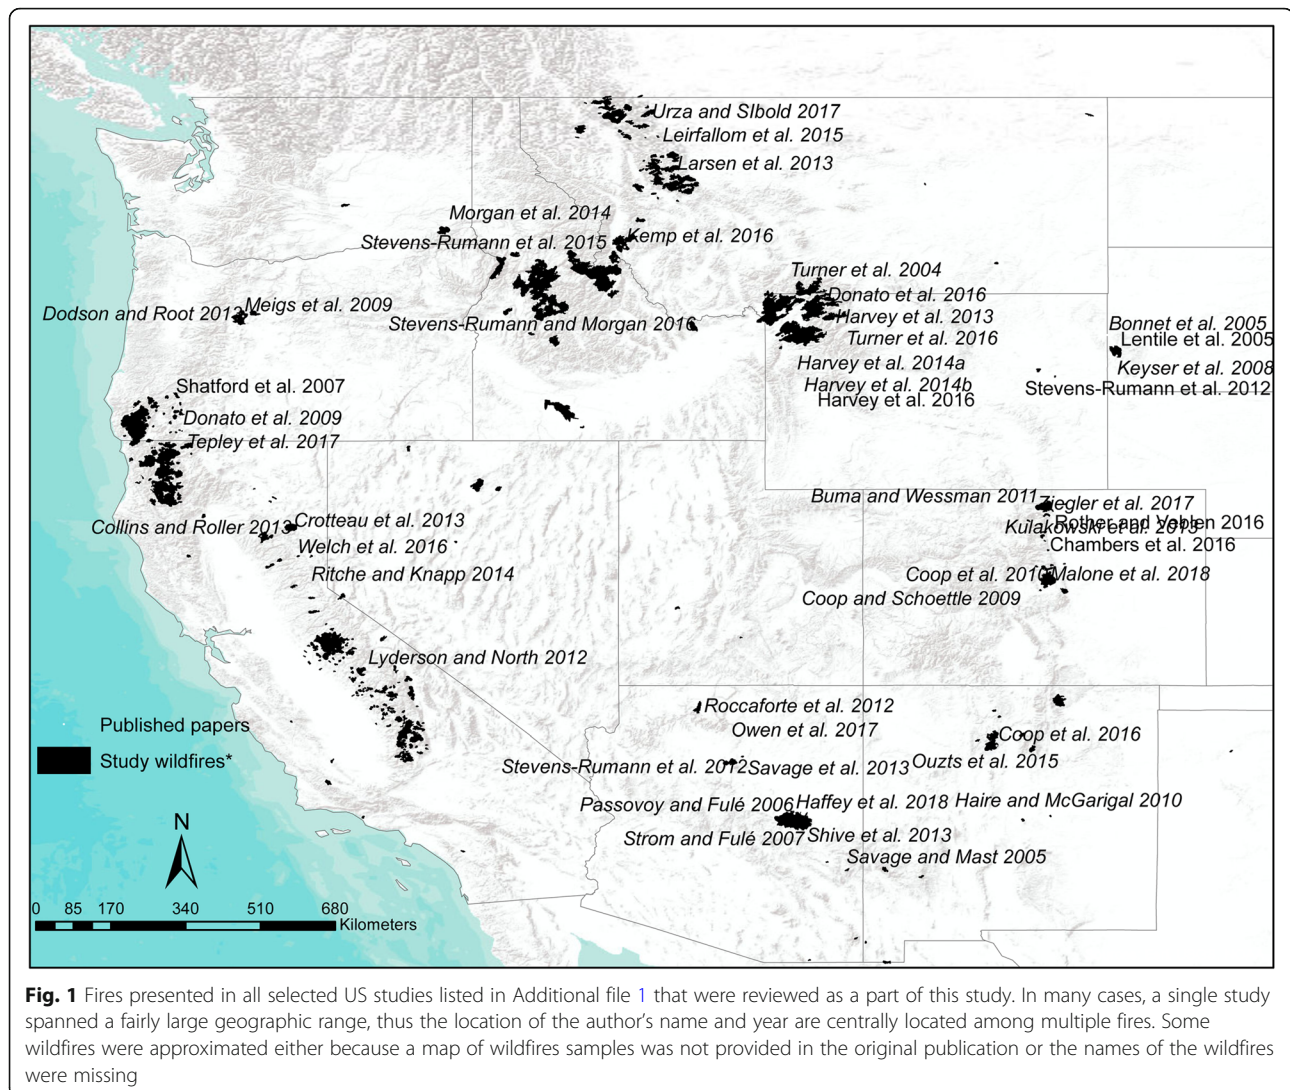 Urza and SIbold 2017
Leirfallom et al. 2015
Larsen et al. 2013
Morgan et al. 2014
Stevens-Rumann et al. 2015
Kemp et al. 2016
Turner et al. 2004
Dodson and Root 2013
Meigs et al. 2009
Donato et al. 2016
Harvey et al. 2013
Stevens-Rumann and Morgan 2016
Turner et al. 2016
Bonnet et al. 2005
Lentile et al. 2005
Harvey et al. 2014a
Keyser et al. 2008
Shatford et al. 2007
Harvey et al. 2014b
Stevens-Rumann et al. 2012
Harvey et al. 2016
Donato et al. 2009
Tepley et al. 2017
Buma and Wessman 2011
Ziegler et al. 2017
Collins and Roller 2013
Crotteau et al. 2013
Kulakowski et al. 2013
Rother and Veblen 2016
Welch et al. 2016
Chambers et al. 2016
Ritche and Knapp 2014
Coop et al. 2010
Malone et al. 2018
Coop and Schoettle 2009
Lyderson and North 2012
Roccaforte et al. 2012
Published papers
Owen et al. 2017
Coop et al. 2016
Study wildfires*
Stevens-Rumann et al. 2012
Savage et al. 2013
Ouzts et al. 2015
Passovoy and Fulé 2006
Haffey et al. 2018
Haire and McGarigal 2010
N
Strom and Fulé 2007
Shive et al. 2013
Savage and Mast 2005
0 85 170 340 510 680
Kilometers
Fig. 1 Fires presented in all selected US studies listed in Additional file 1 that were reviewed as a part of this study. In many cases, a single study
spanned a fairly large geographic range, thus the location of the author's name and year are centrally located among multiple fires. Some
wildfires were approximated either because a map of wildfires samples was not provided in the original publication or the names of the wildfires
were missing